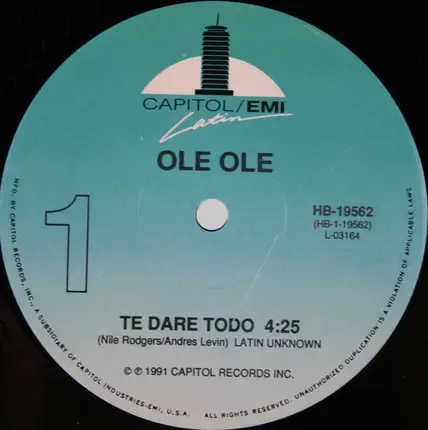 CAPITOL/EMI
Latin
OLE OLE
1
HB-19562
(HB-1-19562)
L-03164
TE DARE TODO 4:25
(Nile Rodgers/Andres Levin) LATIN UNKNOWN
© ℗ 1991 CAPITOL RECORDS INC.
MFD. BY CAPITOL RECORDS, INC., A SUBSIDIARY OF CAPITOL INDUSTRIES-EMI, U.S.A. ALL RIGHTS RESERVED. UNAUTHORIZED DUPLICATION IS A VIOLATION OF APPLICABLE LAWS.